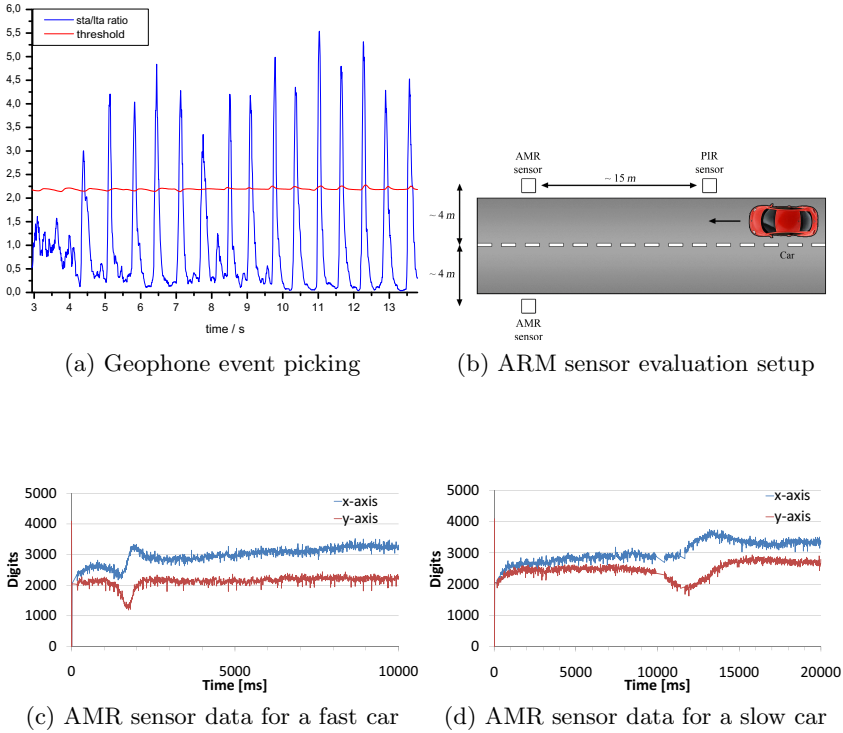 6,0
5,5
5,0
4,5
4,0
3,5
3,0
2,5
2,0
1,5
1,0
0,5
0,0
sta/lta ratio
threshold
3 4 5 6 7 8 9 10 11 12 13
time / s
(a) Geophone event picking
AMR
sensor
PIR
sensor
~ 15 m
~ 4 m
~ 4 m
Car
AMR
sensor
(b) ARM sensor evaluation setup
5000
4000
3000
2000
1000
0
Digits
x-axis
y-axis
0 5000 10000
Time [ms]
(c) AMR sensor data for a fast car
5000
4000
3000
2000
1000
0
Digits
x-axis
y-axis
0 5000 10000 15000 20000
Time [ms]
(d) AMR sensor data for a slow car